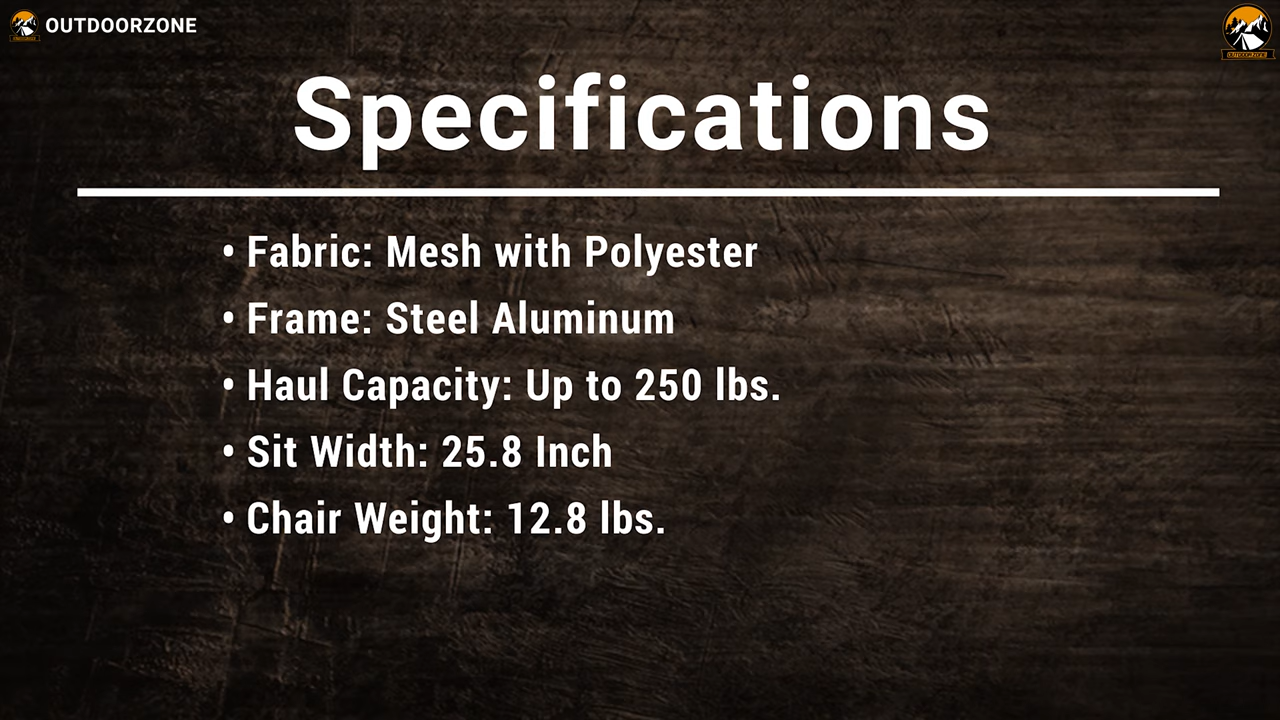 OUTDOORZONE
Specifications
• Fabric: Mesh with Polyester
• Frame: Steel Aluminum
• Haul Capacity: Up to 250 lbs.
• Sit Width: 25.8 Inch
• Chair Weight: 12.8 lbs.
OUTDOORZONE